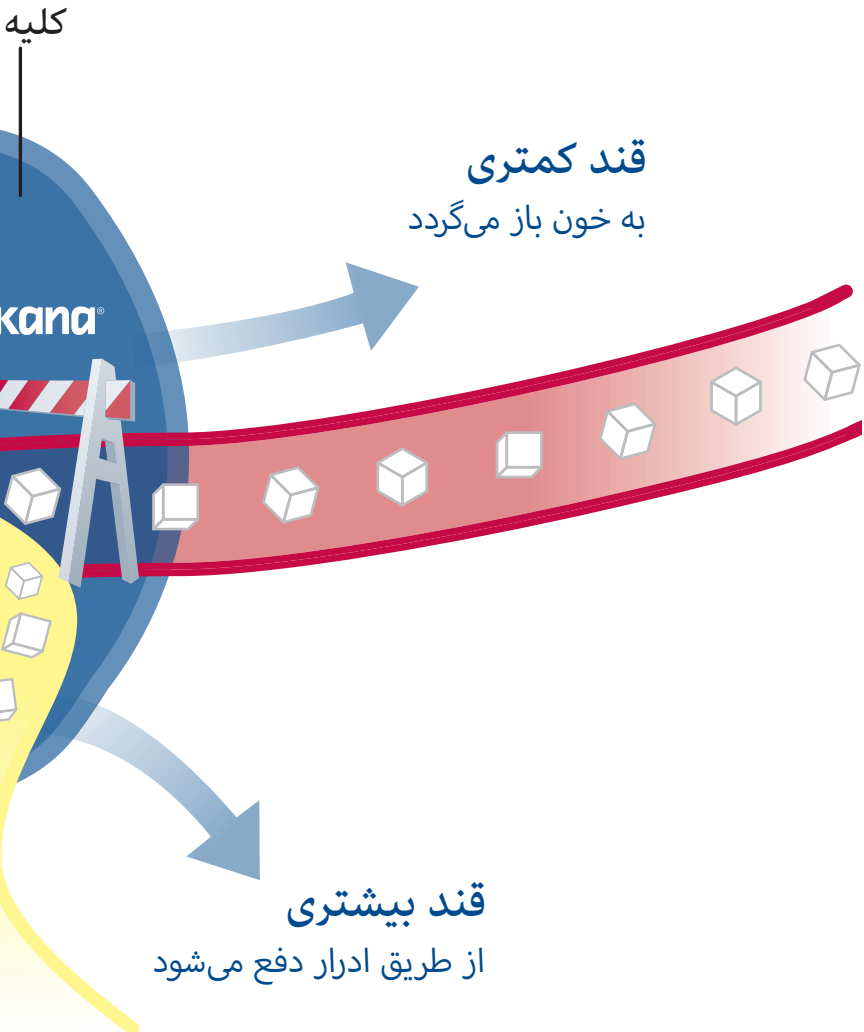 کلیه
قند کمتری
به خون باز می‌گردد
kana®
قند بیشتری
از طریق ادرار دفع می‌شود